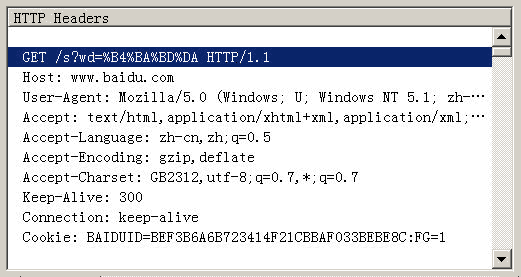 HTTP Headers
GET /s?wd=%B4%BA%BD%DA HTTP/1.1
Host: www.baidu.com
User-Agent: Mozilla/5.0 (Windows; U; Windows NT 5.1; zh-…
Accept: text/html,application/xhtml+xml,application/xml;…
Accept-Language: zh-cn,zh;q=0.5
Accept-Encoding: gzip,deflate
Accept-Charset: GB2312,utf-8;q=0.7,*;q=0.7
Keep-Alive: 300
Connection: keep-alive
Cookie: BAIDUID=BEF3B6A6B723414F21CBBAF033BEBE8C:FG=1